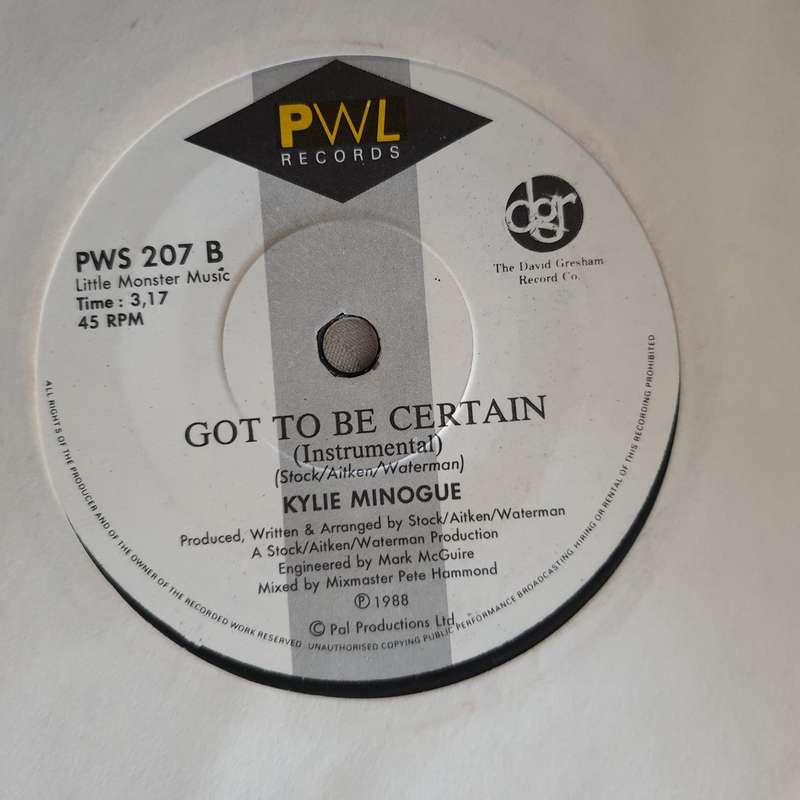 PWL
RECORDS
dgr
The David Gresham
Record Co.
PWS 207 B
Little Monster Music
Time : 3,17
45 RPM
GOT TO BE CERTAIN
(Instrumental)
(Stock/Aitken/Waterman)
KYLIE MINOGUE
Produced, Written & Arranged by Stock/Aitken/Waterman
A Stock/Aitken/Waterman Production
Engineered by Mark McGuire
Mixed by Mixmaster Pete Hammond
Ⓟ 1988
© Pal Productions Ltd
ALL RIGHTS OF THE PRODUCER AND OF THE OWNER OF THE RECORDED WORK RESERVED. UNAUTHORISED COPYING PUBLIC PERFORMANCE BROADCASTING HIRING OR RENTAL OF THIS RECORDING PROHIBITED